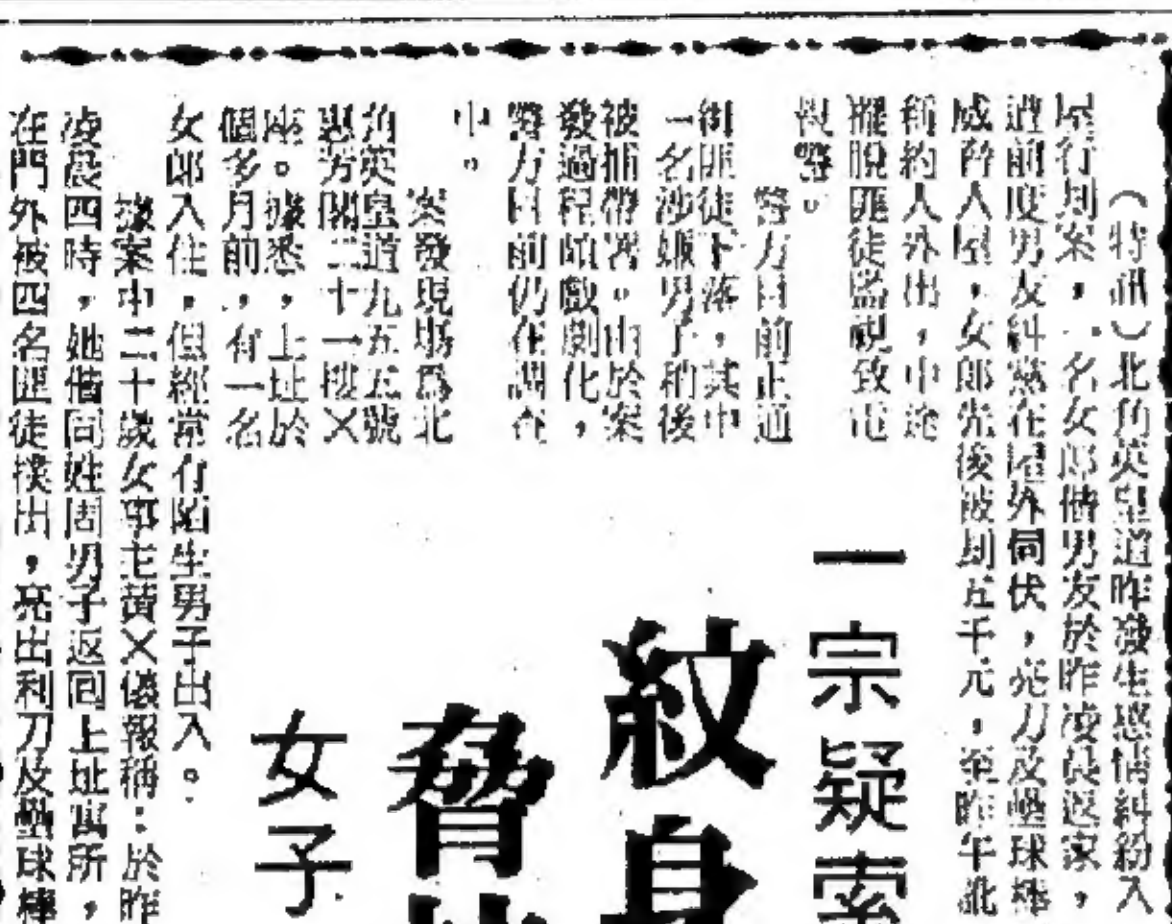 （特訊）北角英皇道昨凌發生惑情糾紛入
屋行刼案，一名女郎偕男友於昨凌晨返家，
遭前度男友糾黨在屋外伺伏，亮刀及壘球棒
威脅入屋，女郎先後被刼五千元，至昨午訛
稱約人外出，中途
擺脫匪徒監視致電
報警。
警方目前正通
緝匪徒下落，其中
一名涉嫌男子稍後
被捕帶署。由於案
發過程頗戲劇化，
警方目前仍在調查
中。
案發現場爲北
角英皇道九五五號
惠芳閣二十一樓╳
座。據悉，上址於
個多月前，有一名
女郎入住，但經常有陌生男子出入。
據案中二十歲女事主黃╳儀報稱：於昨
凌晨四時，她偕同姓周男子返回上址寓所，
在門外被四名匪徒撲出，亮出利刀及壘球棒
一宗疑索
紋身
脅
女子